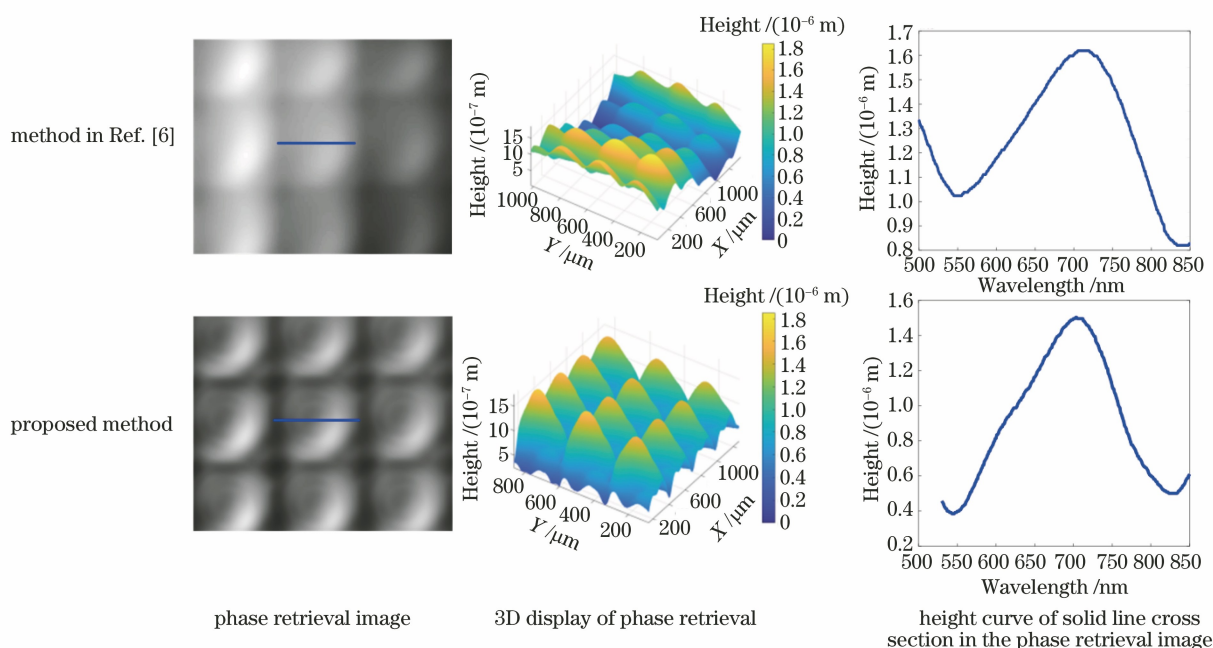 method in Ref. [6]
Height /(10⁻⁷ m)
15
10
5
1000
800
600
400
200
Y /μm
200
600
1000
X /μm
Height /(10⁻⁶ m)
1.8
1.6
1.4
1.2
1.0
0.8
0.6
0.4
0.2
0
Height /(10⁻⁶ m)
1.7
1.6
1.4
1.3
1.2
1.1
1.0
0.9
0.8
500 550 600 650 700 750 800 850
Wavelength /nm
proposed method
Height /(10⁻⁷ m)
15
10
5
800
600
400
200
Y /μm
200
600
1000
X /μm
Height /(10⁻⁶ m)
1.8
1.6
1.4
1.2
1.0
0.8
0.6
0.4
0.2
0
Height /(10⁻⁶ m)
1.6
1.4
1.2
1.0
0.8
0.6
0.4
0.2
500 550 600 650 700 750 800 850
Wavelength /nm
phase retrieval image
3D display of phase retrieval
height curve of solid line cross
section in the phase retrieval image